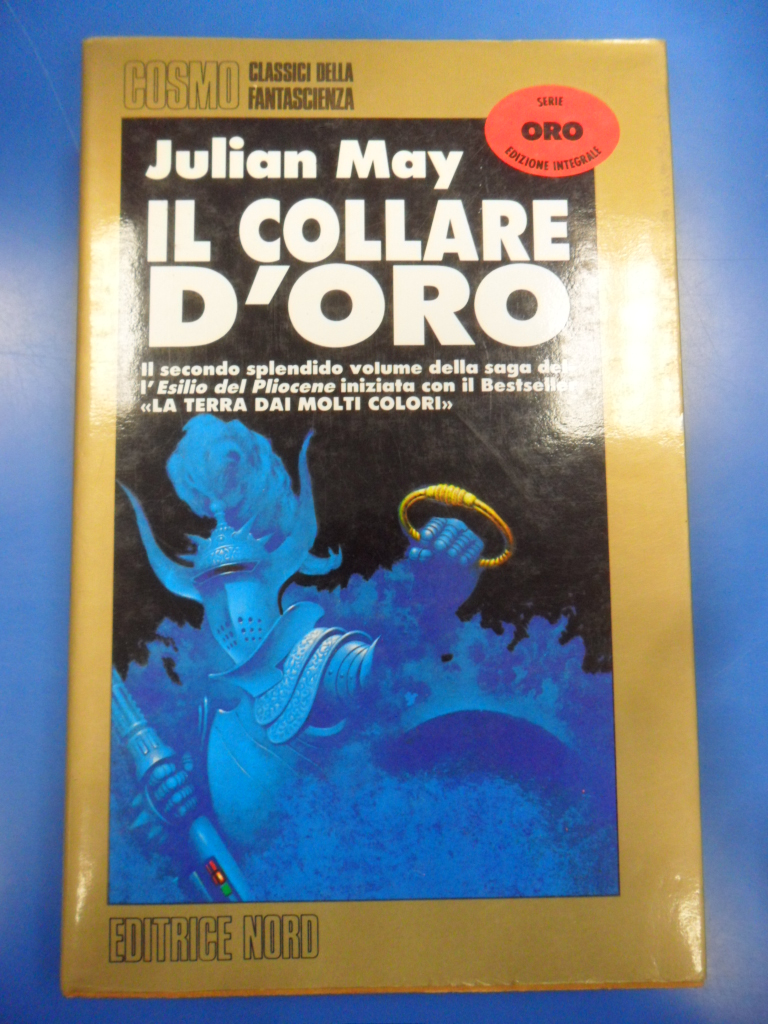 COSMO CLASSICI DELLA
FANTASCIENZA
SERIE
ORO
EDIZIONE INTEGRALE
Julian May
IL COLLARE
D'ORO
Il secondo splendido volume della saga del-
l'Esilio del Pliocene iniziata con il Bestseller
«LA TERRA DAI MOLTI COLORI»
EDITRICE NORD